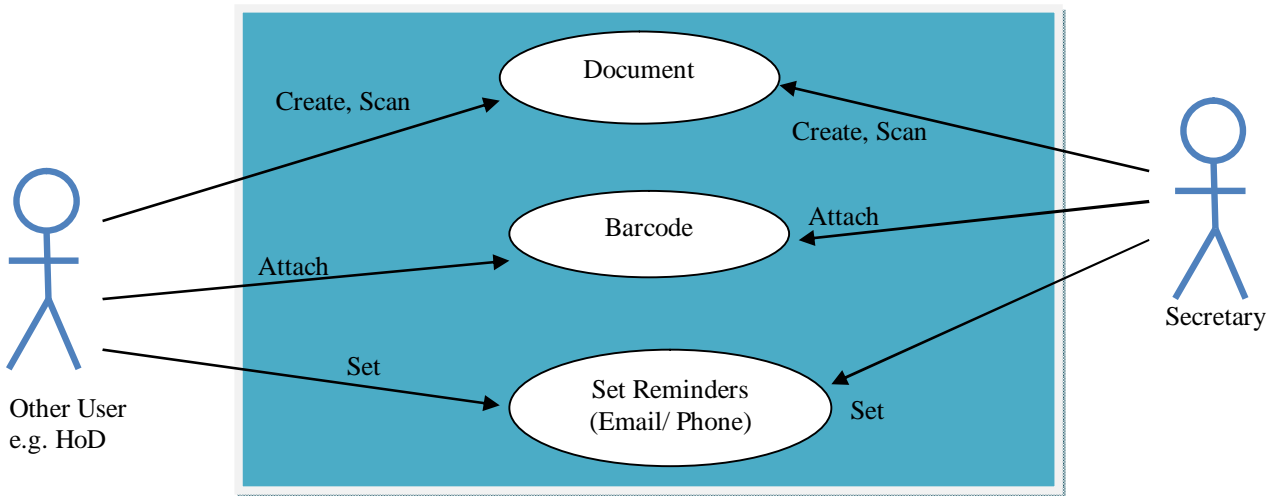 Document
Create, Scan
Create, Scan
Barcode
Attach
Attach
Secretary
Set
Set Reminders
(Email/ Phone)
Set
Other User
e.g. HoD